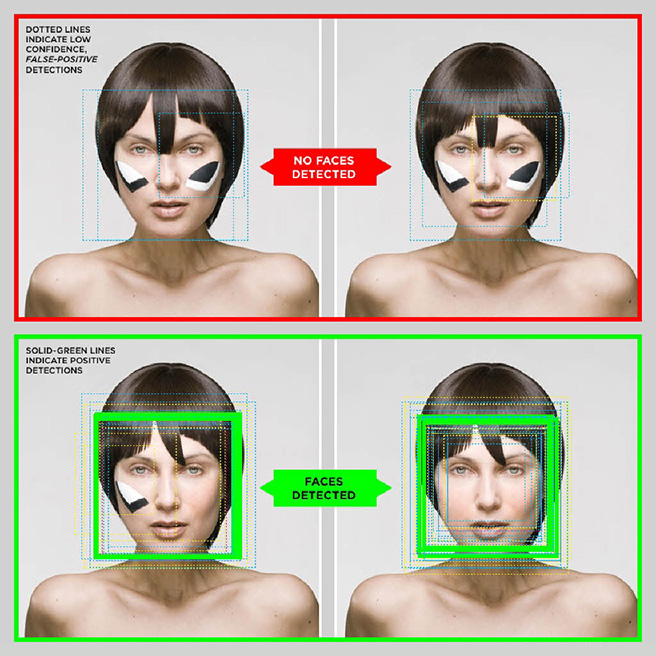 DOTTED LINES
INDICATE LOW
CONFIDENCE,
FALSE-POSITIVE
DETECTIONS
NO FACES
DETECTED
SOLID-GREEN LINES
INDICATE POSITIVE
DETECTIONS
FACES
DETECTED